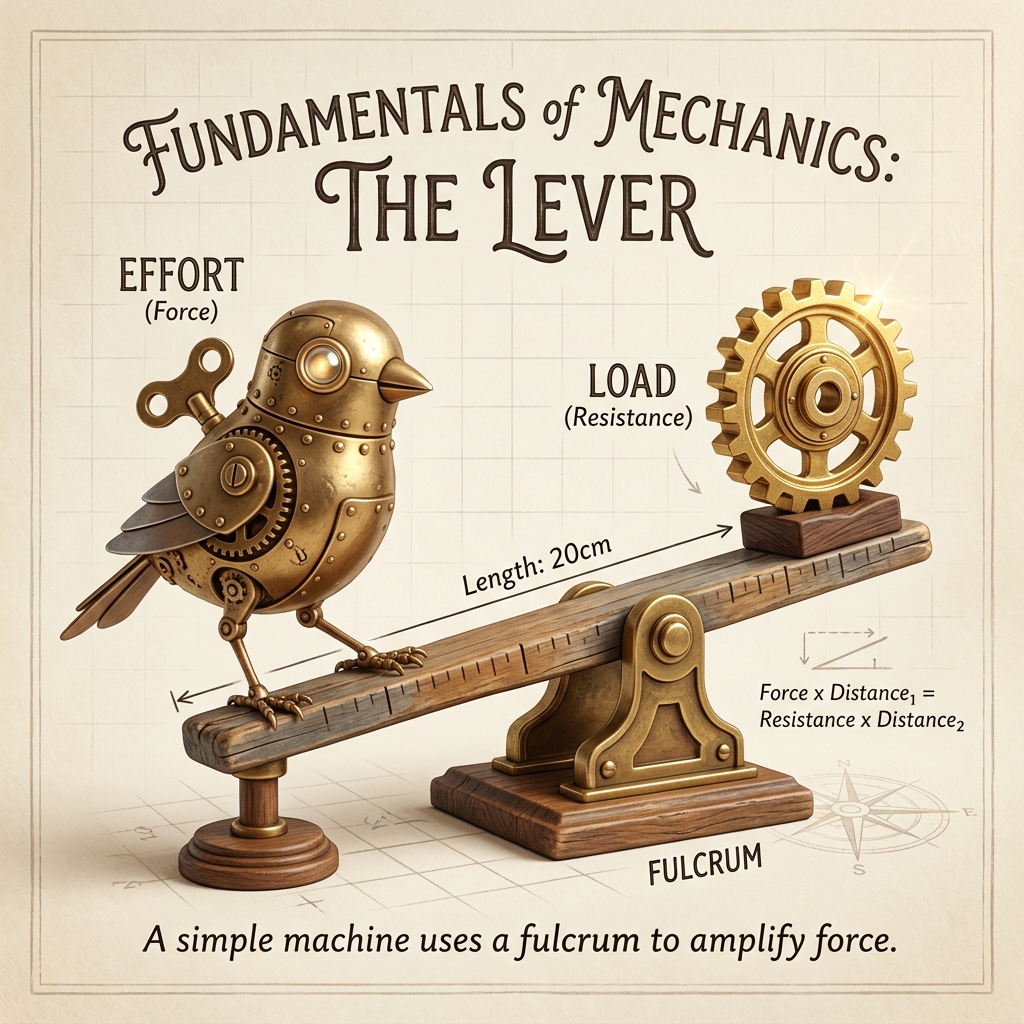 FUNDAMENTALS of MECHANICS:
THE LEVER
EFFORT
(Force)
LOAD
(Resistance)
Length: 20cm
Force x Distance₁ =
Resistance x Distance₂
N
E
S
FULCRUM
A simple machine uses a fulcrum to amplify force.